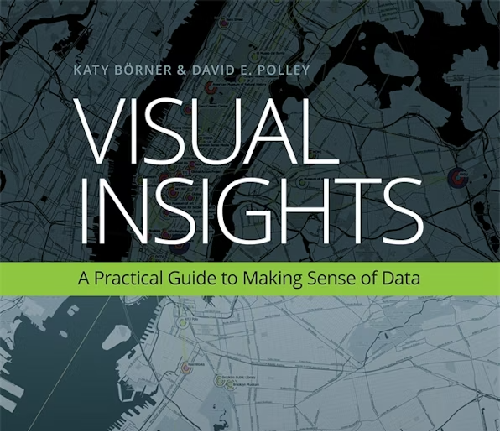 KATY BÖRNER & DAVID E. POLLEY
VISUAL
INSIGHTS
A Practical Guide to Making Sense of Data